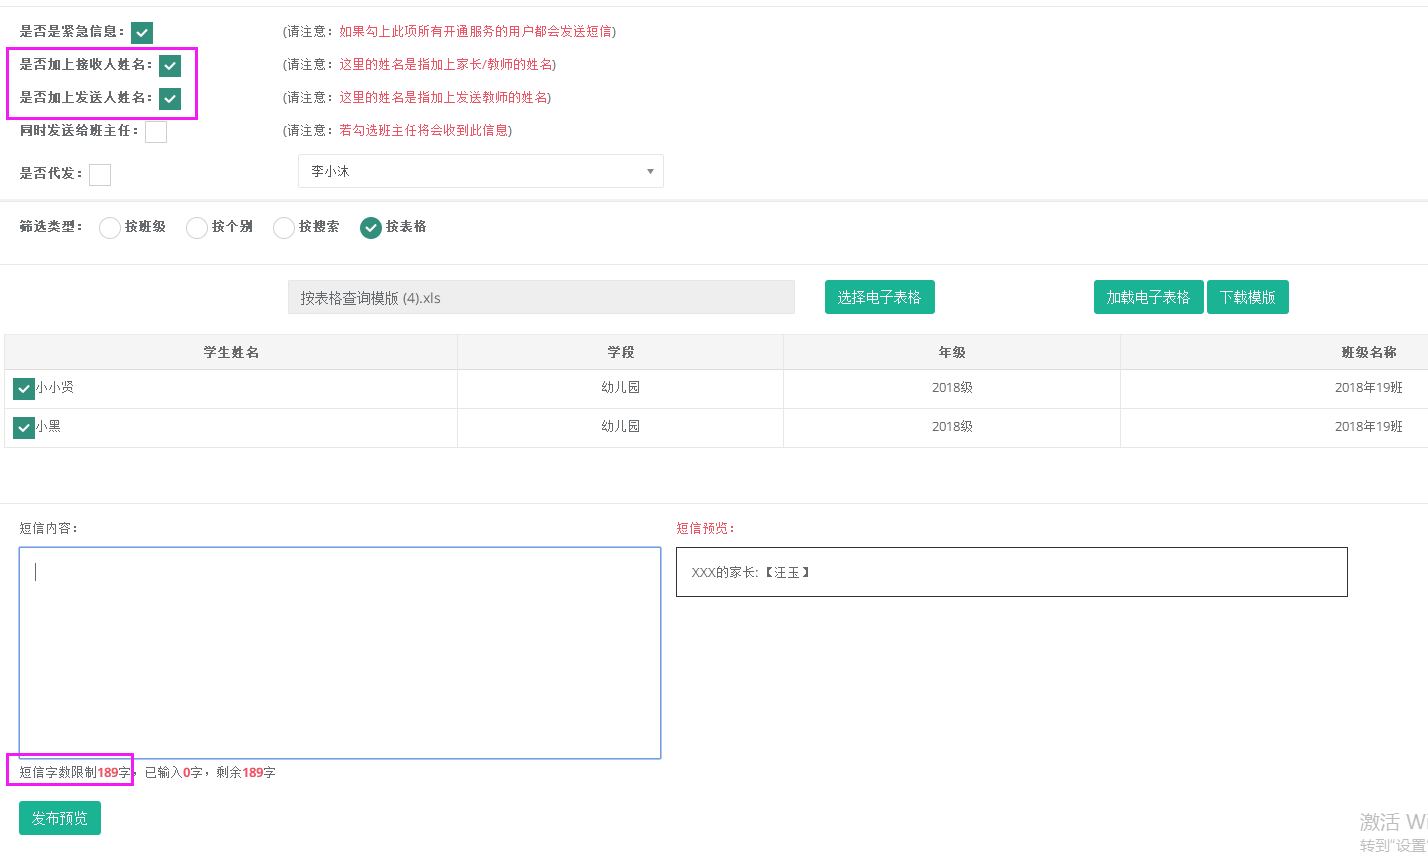 是否是紧急信息： (请注意：如果勾上此项所有开通服务的用户都会发送短信)
是否加上接收人姓名： (请注意：这里的姓名是指加上家长/教师的姓名)
是否加上发送人姓名： (请注意：这里的姓名是指加上发送教师的姓名)
同时发送给班主任： (请注意：若勾选班主任将会收到此信息)
是否代发： 李小沐
筛选类型： 按班级 按个别 按搜索 按表格
按表格查询模版 (4).xls 选择电子表格 加载电子表格 下载模版
学生姓名 学段 年级 班级名称
小小贤 幼儿园 2018级 2018年19班
小黑 幼儿园 2018级 2018年19班
短信内容： 短信预览：
XXX的家长:【汪玉】
短信字数限制189字，已输入0字，剩余189字
发布预览
激活 Wi
转到"设置"